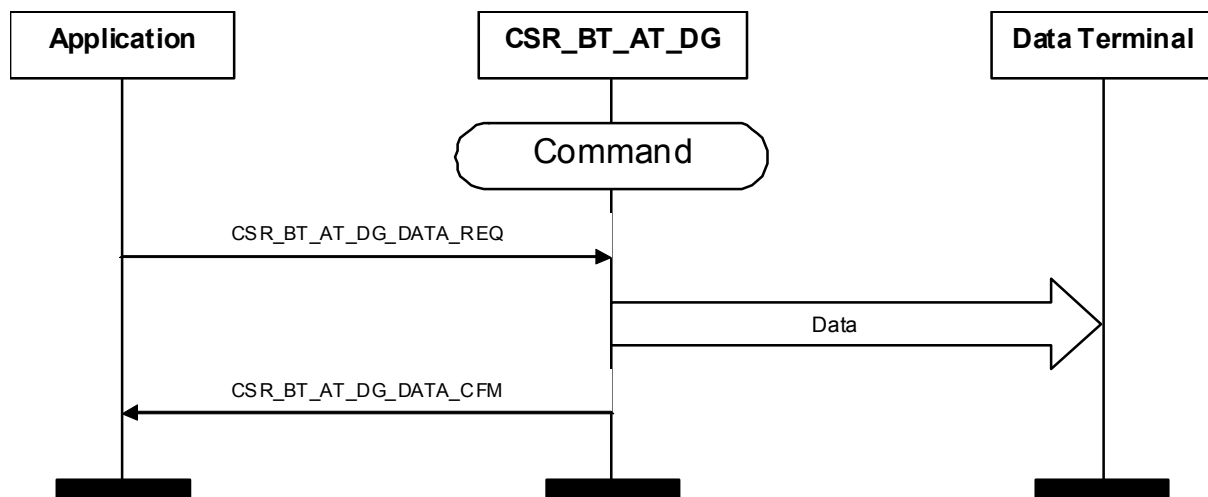 Application
CSR_BT_AT_DG
Data Terminal
Command
CSR_BT_AT_DG_DATA_REQ
Data
CSR_BT_AT_DG_DATA_CFM